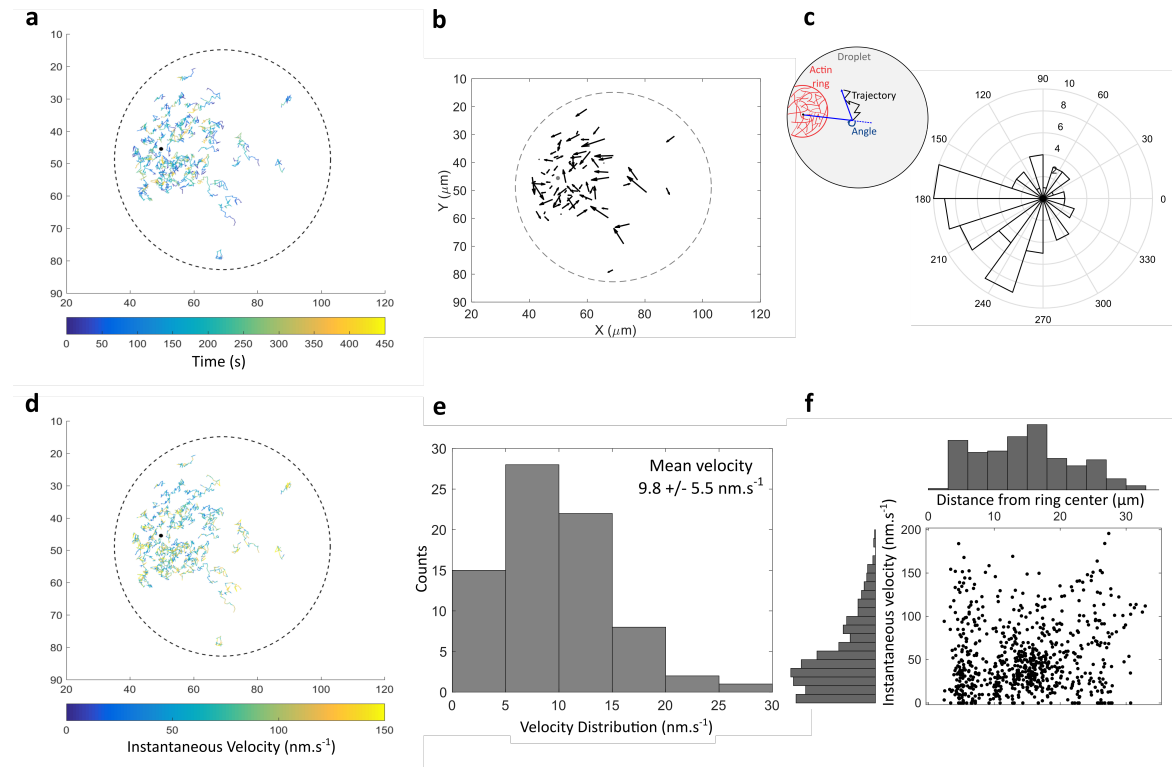 a
10
20
30
40
50
60
70
80
90
20 40 60 80 100 120
0 50 100 150 200 250 300 350 400 450
Time (s)
b
10
20
30
40
50
60
70
80
90
Y (μm)
20 40 60 80 100 120
X (μm)
c
Droplet
Actin
ring
Trajectory
Angle
90
10
120 60
8
6
150 30
4
2
180 0
210 330
240 300
270
d
10
20
30
40
50
60
70
80
90
20 40 60 80 100 120
0 50 100 150
Instantaneous Velocity (nm.s⁻¹)
e
30
25
20
15
10
5
0
Counts
Mean velocity
9.8 +/- 5.5 nm.s⁻¹
0 5 10 15 20 25 30
Velocity Distribution (nm.s⁻¹)
f
Distance from ring center (μm)
0 10 20 30
Instantaneous velocity (nm.s⁻¹)
200
150
100
50
0